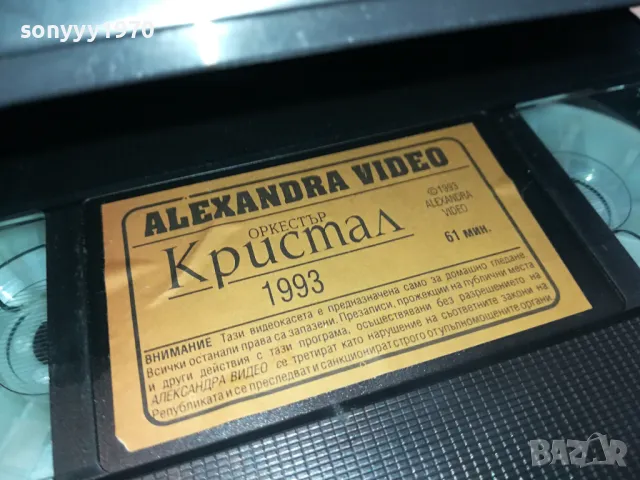 sonyyy1970
ALEXANDRA VIDEO
ОРКЕСТЪР
Кристал
1993
©1993
ALEXANDRA
VIDEO
61 МИН.
ВНИМАНИЕ Тази видеокасета е предназначена само за домашно гледане.
Всички останали права са запазени. Презаписи, прожекции на публични места
и други действия с тази програма, осъществявани без разрешението на
АЛЕКСАНДРА ВИДЕО се третират като нарушение на съответните закони на
Републиката и се преследват и санкционират строго от упълномощените органи.
BAZAR
bg